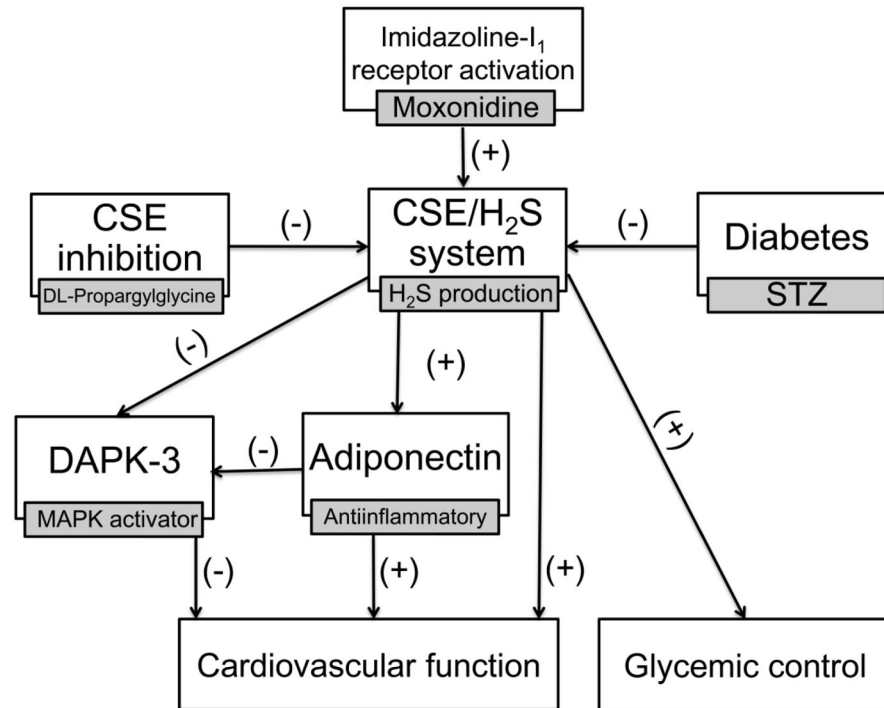 Imidazoline-I₁
receptor activation
Moxonidine
(+)
CSE
inhibition
DL-Propargylglycine
(-)
CSE/H₂S
system
H₂S production
(-)
Diabetes
STZ
(-)
(+)
(+)
DAPK-3
MAPK activator
(-)
Adiponectin
Antiinflammatory
(-)
(+)
(+)
Cardiovascular function
Glycemic control